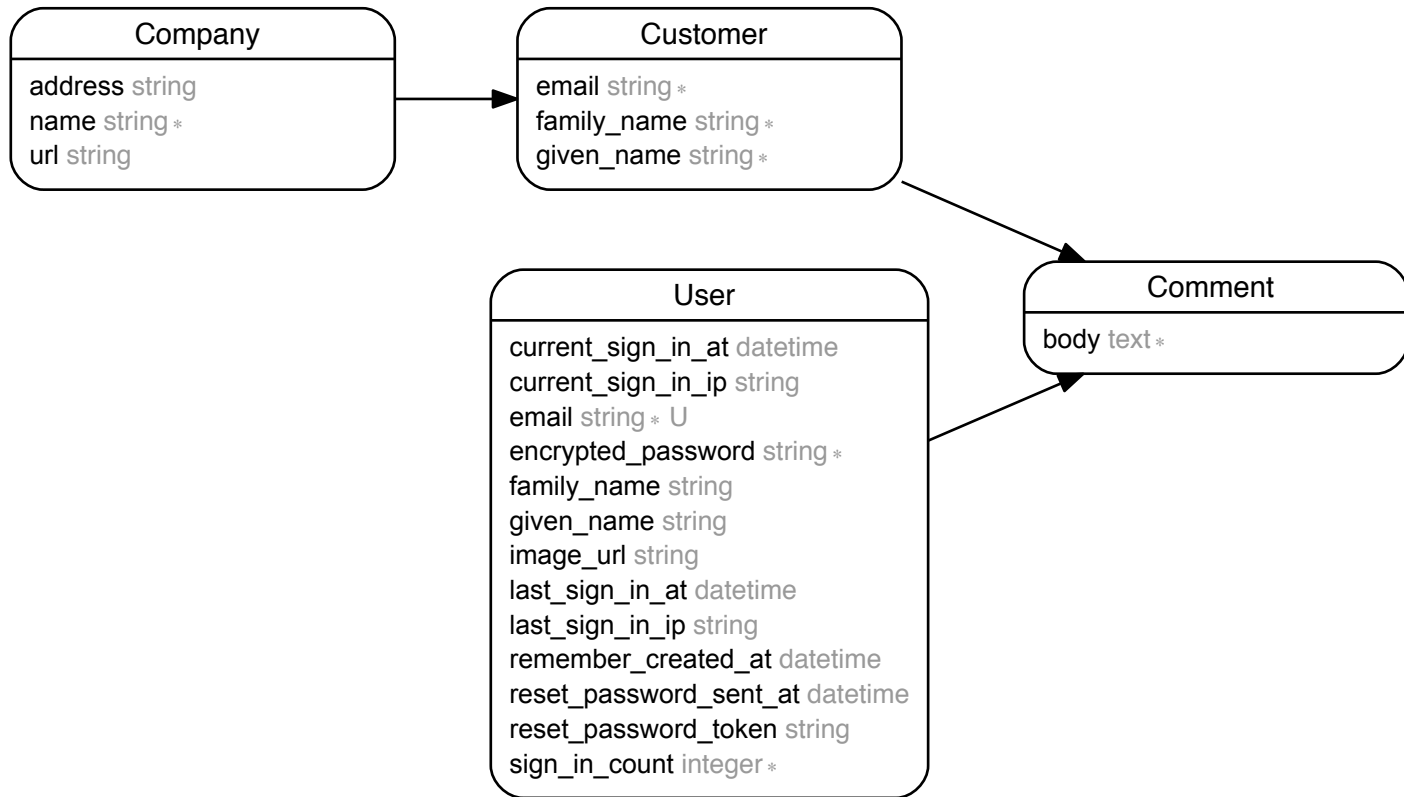 Company
address string
name string *
url string
Customer
email string *
family_name string *
given_name string *
User
current_sign_in_at datetime
current_sign_in_ip string
email string * U
encrypted_password string *
family_name string
given_name string
image_url string
last_sign_in_at datetime
last_sign_in_ip string
remember_created_at datetime
reset_password_sent_at datetime
reset_password_token string
sign_in_count integer *
Comment
body text *